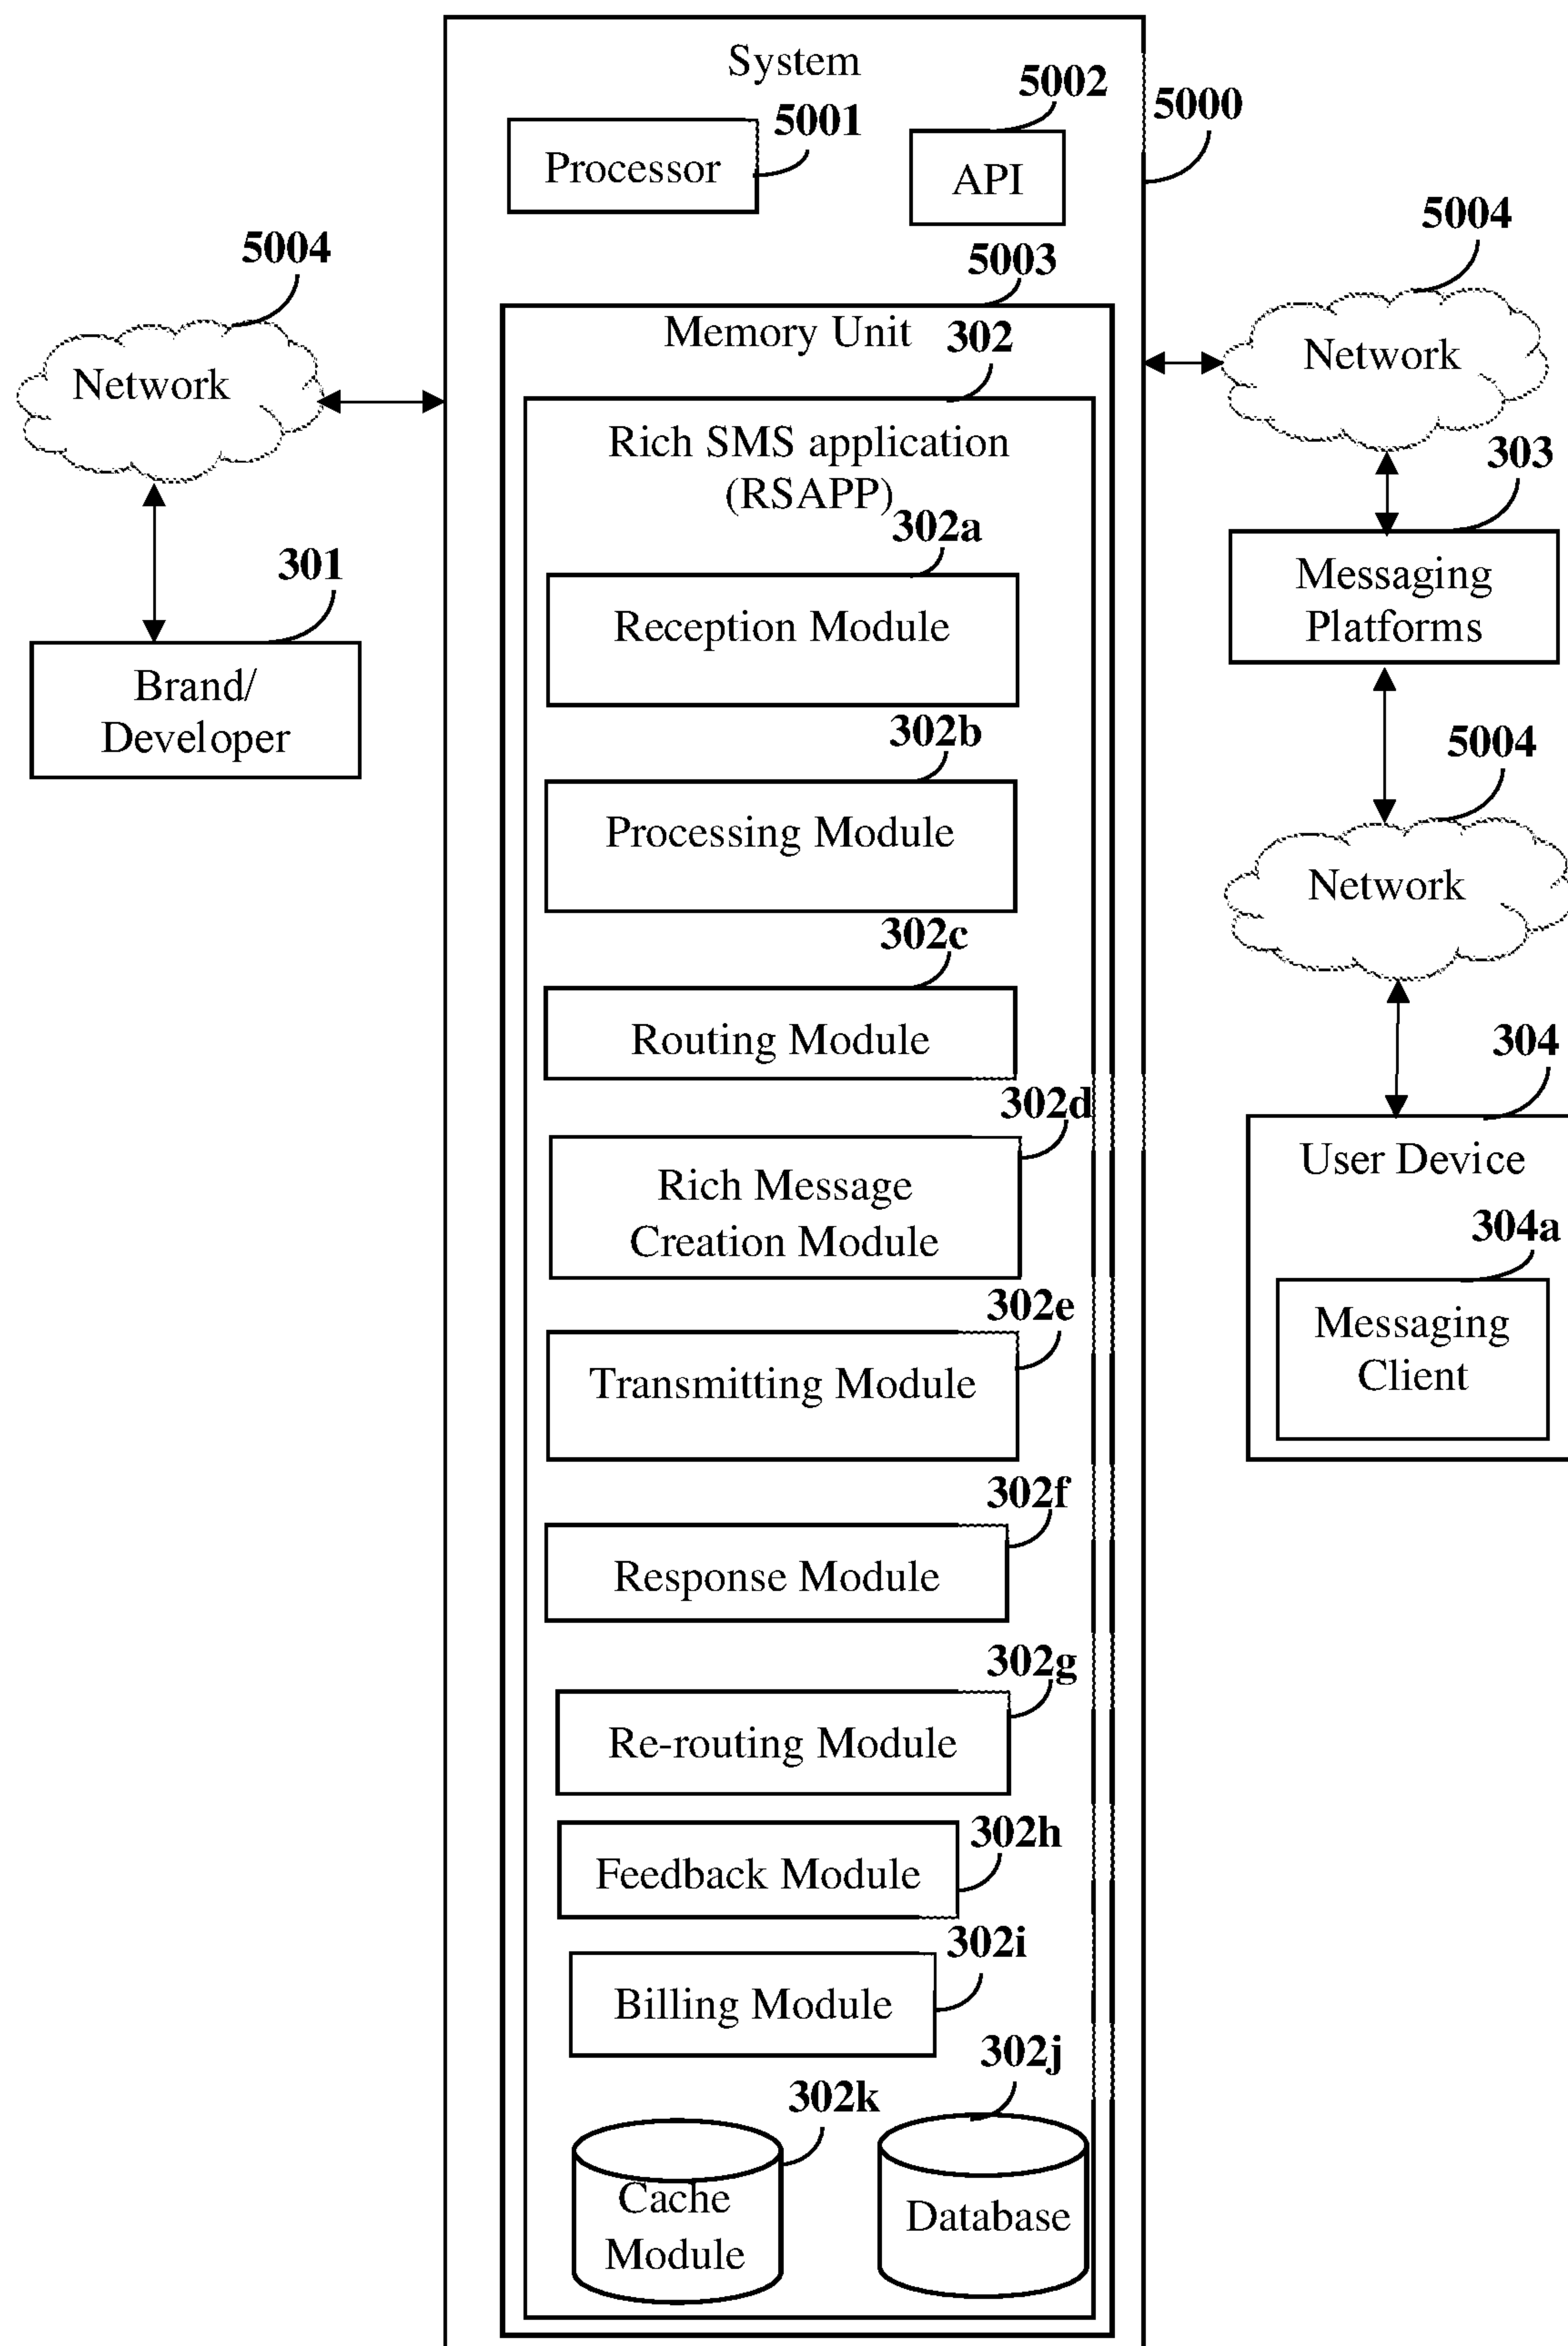 System
5001
5002
5000
Processor
API
5004
Network
301
Brand/
Developer
5003
Memory Unit
302
Rich SMS application
(RSAPP)
302a
Reception Module
302b
Processing Module
302c
Routing Module
302d
Rich Message
Creation Module
302e
Transmitting Module
302f
Response Module
302g
Re-routing Module
302h
Feedback Module
302i
Billing Module
302j
302k
Cache
Module
Database
5004
Network
303
Messaging
Platforms
5004
Network
304
User Device
304a
Messaging
Client